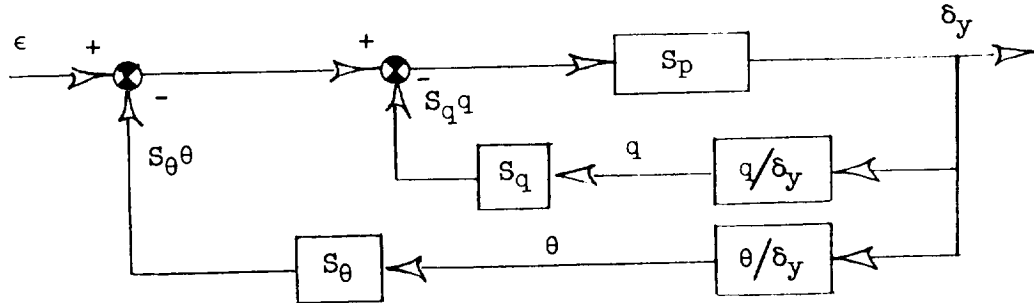 ϵ + - + - S_p δ_y
S_q q
S_θ θ
S_q q q/δ_y
S_θ θ θ/δ_y